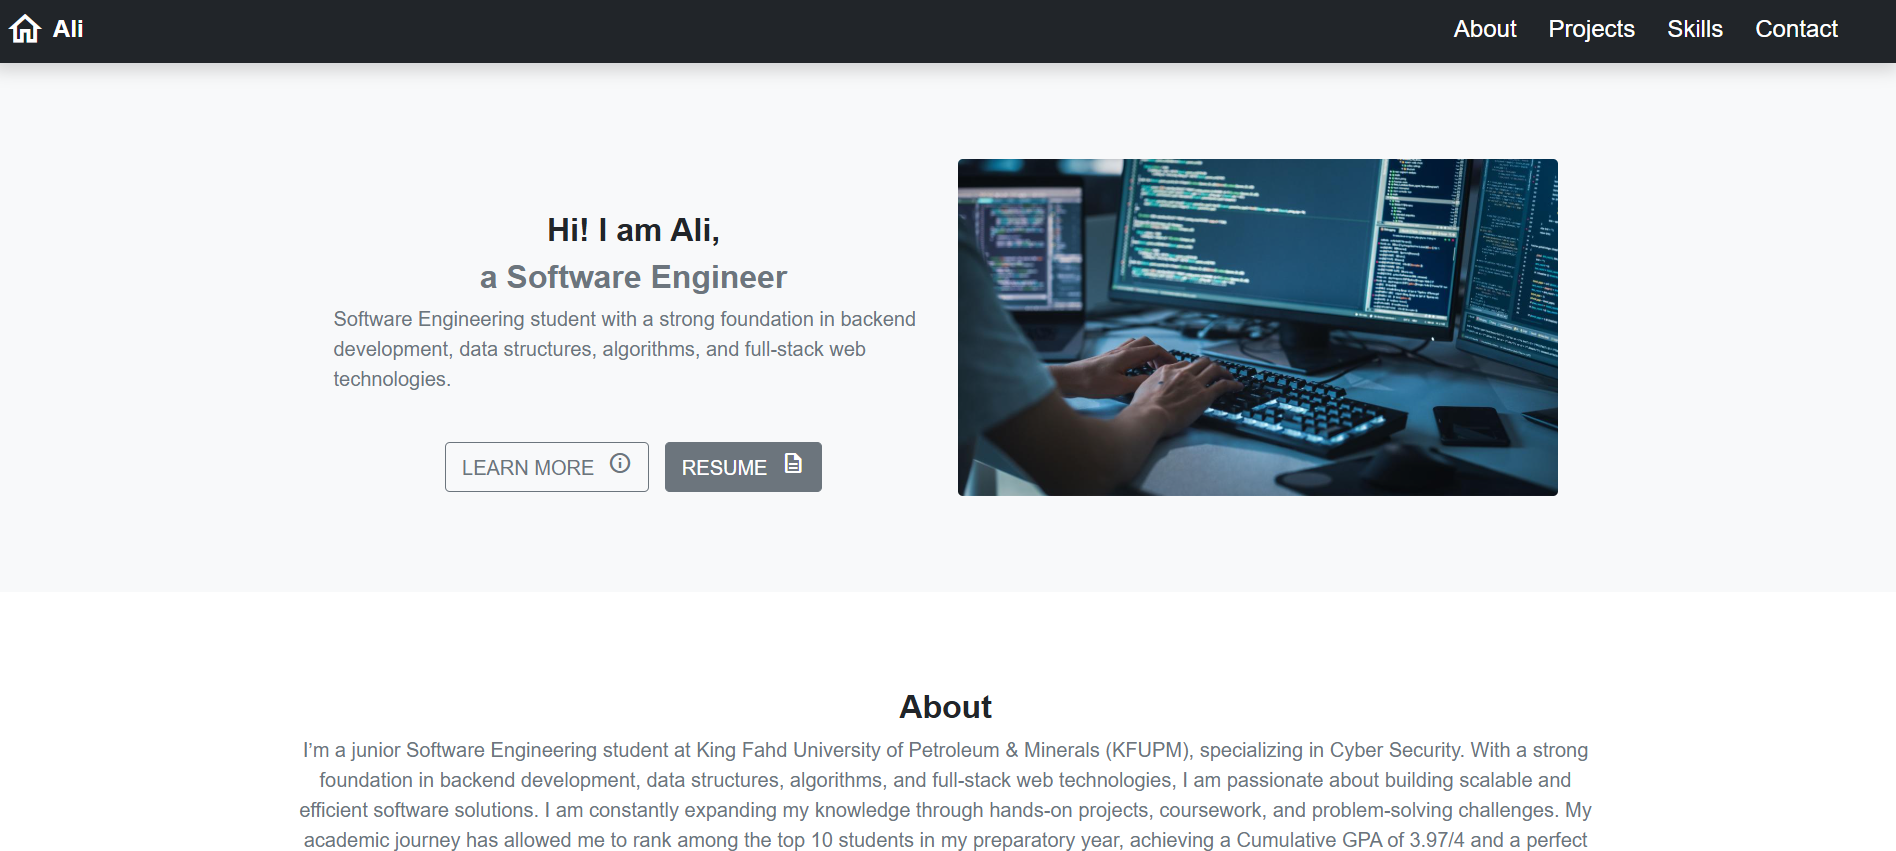 Ali
About Projects Skills Contact
Hi! I am Ali,
a Software Engineer
Software Engineering student with a strong foundation in backend
development, data structures, algorithms, and full-stack web
technologies.
LEARN MORE
RESUME
About
I’m a junior Software Engineering student at King Fahd University of Petroleum & Minerals (KFUPM), specializing in Cyber Security. With a strong
foundation in backend development, data structures, algorithms, and full-stack web technologies, I am passionate about building scalable and
efficient software solutions. I am constantly expanding my knowledge through hands-on projects, coursework, and problem-solving challenges. My
academic journey has allowed me to rank among the top 10 students in my preparatory year, achieving a Cumulative GPA of 3.97/4 and a perfect